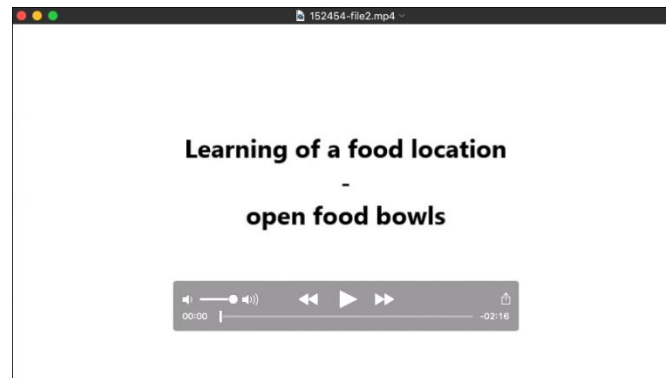 152454-file2.mp4
Learning of a food location
-
open food bowls
00:00
-02:16